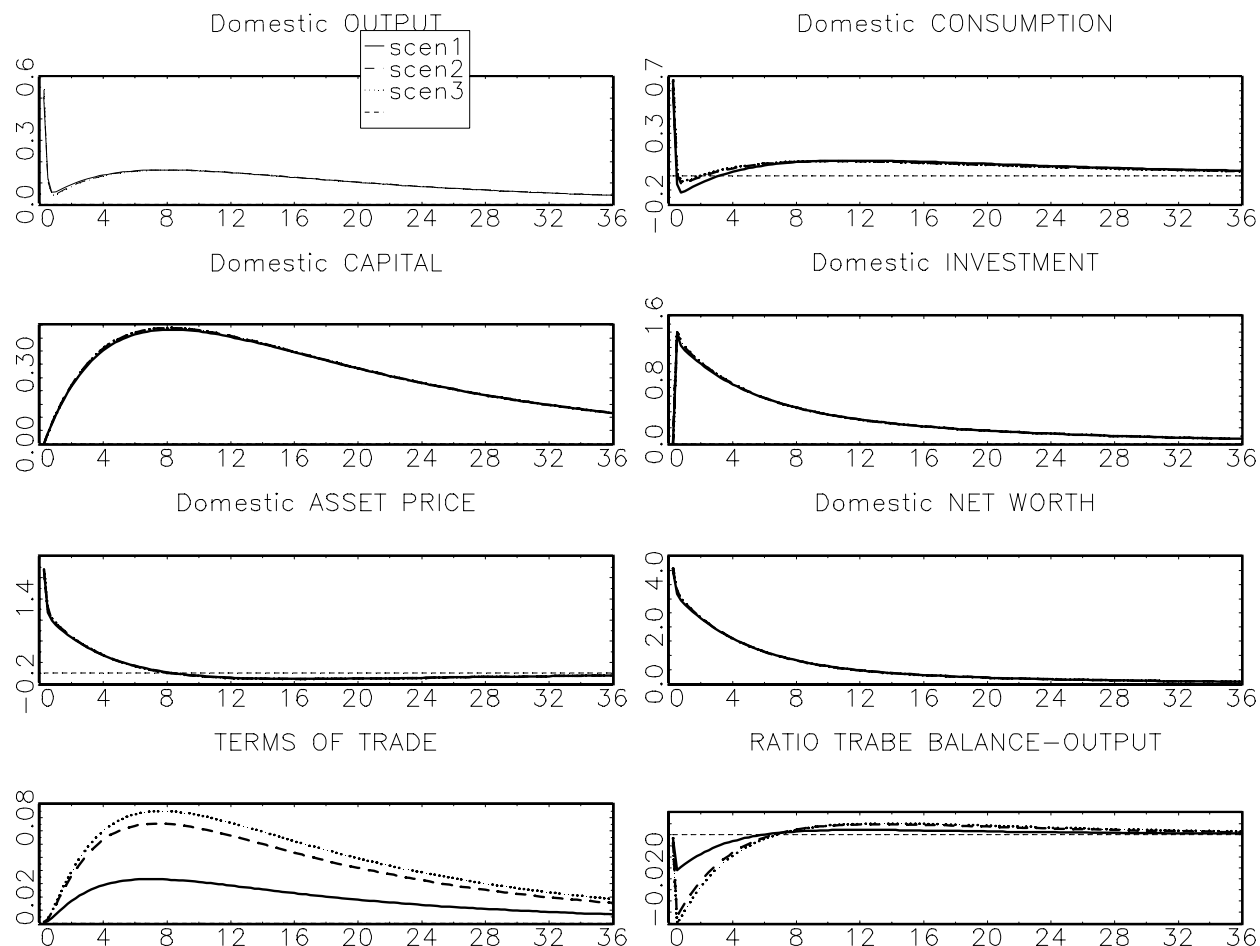 Domestic OUTPUT
scen1
scen2
scen3
0.6
0.3
0.0
0 4 8 12 16 20 24 28 32 36
Domestic CONSUMPTION
0.7
0.3
-0.2
0 4 8 12 16 20 24 28 32 36
Domestic CAPITAL
0.30
0.00
0 4 8 12 16 20 24 28 32 36
Domestic INVESTMENT
1.6
0.8
0.0
0 4 8 12 16 20 24 28 32 36
Domestic ASSET PRICE
1.4
-0.2
0 4 8 12 16 20 24 28 32 36
Domestic NET WORTH
4.0
2.0
0.0
0 4 8 12 16 20 24 28 32 36
TERMS OF TRADE
0.08
0.02
0 4 8 12 16 20 24 28 32 36
RATIO TRABE BALANCE-OUTPUT
-0.020
0 4 8 12 16 20 24 28 32 36